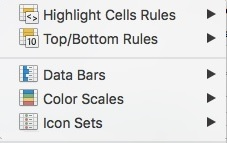 Highlight Cells Rules
Top/Bottom Rules
Data Bars
Color Scales
Icon Sets